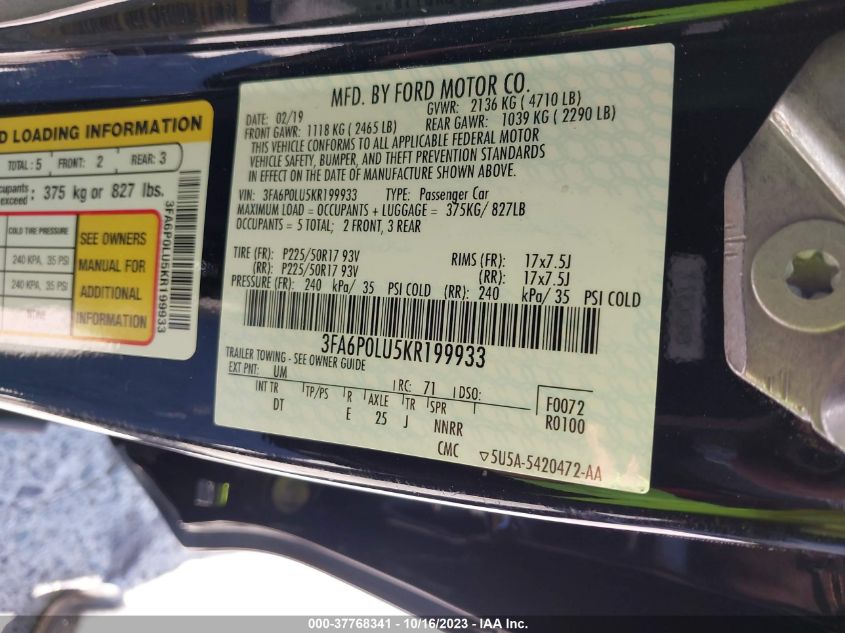 D LOADING INFORMATION
TOTAL: 5 FRONT: 2 REAR: 3
cupants
exceed: 375 kg or 827 lbs.
COLD TIRE PRESSURE
240 KPA, 35 PSI
240 KPA, 35 PSI
NONE
SEE OWNERS
MANUAL FOR
ADDITIONAL
INFORMATION
3FA6P0LU5KR199933
MFD. BY FORD MOTOR CO.
DATE: 02/19 GVWR: 2136 KG ( 4710 LB)
FRONT GAWR: 1118 KG ( 2465 LB) REAR GAWR: 1039 KG ( 2290 LB)
THIS VEHICLE CONFORMS TO ALL APPLICABLE FEDERAL MOTOR
VEHICLE SAFETY, BUMPER, AND THEFT PREVENTION STANDARDS
IN EFFECT ON THE DATE OF MANUFACTURE SHOWN ABOVE.
VIN: 3FA6P0LU5KR199933 TYPE: Passenger Car
MAXIMUM LOAD = OCCUPANTS + LUGGAGE = 375KG/ 827LB
OCCUPANTS = 5 TOTAL; 2 FRONT, 3 REAR
TIRE (FR): P225/50R17 93V RIMS (FR): 17x7.5J
(RR): P225/50R17 93V (RR): 17x7.5J
PRESSURE (FR): 240 kPa/ 35 PSI COLD (RR): 240 kPa/ 35 PSI COLD
3FA6P0LU5KR199933
TRAILER TOWING - SEE OWNER GUIDE
EXT PNT: UM RC: 71 DSO:
INT TR TP/PS R AXLE TR SPR
DT E 25 J NNRR
CMC
F0072
R0100
▽5U5A-5420472-AA
000-37768341 - 10/16/2023 - IAA Inc.